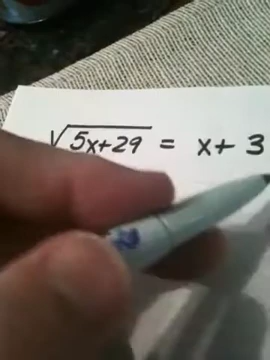 √5x+29 = x+3